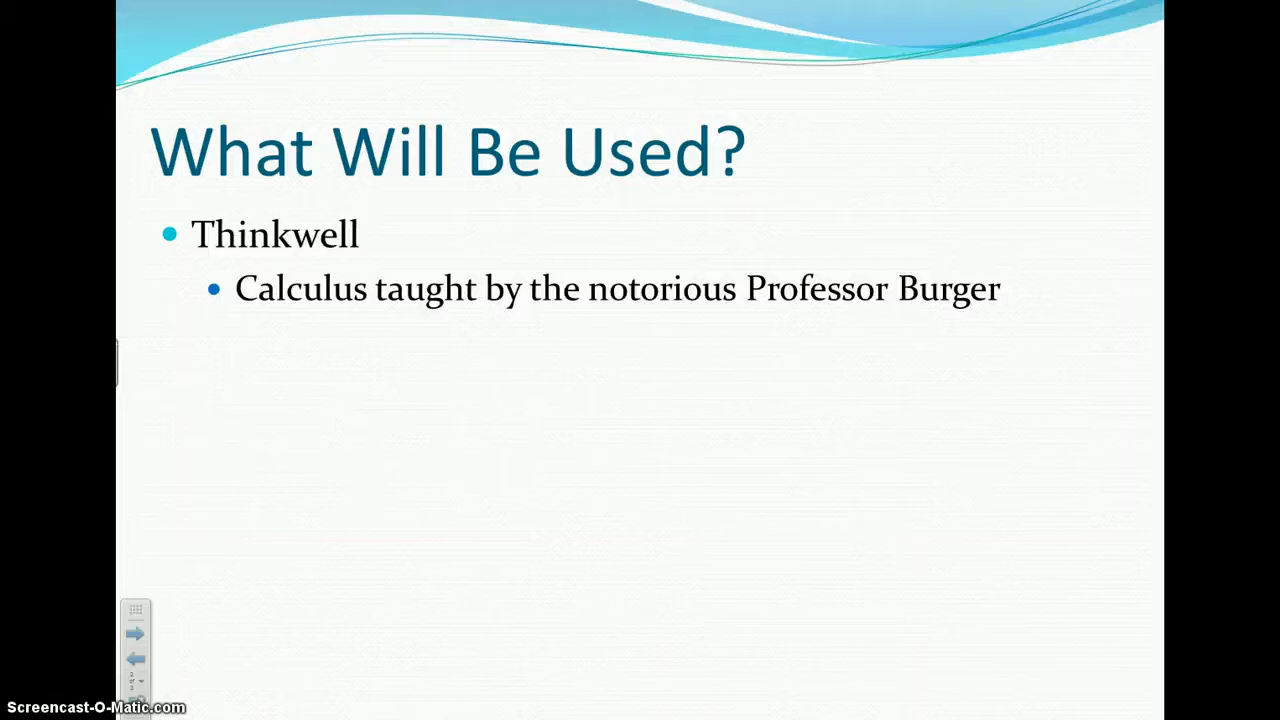 What Will Be Used?
Thinkwell
Calculus taught by the notorious Professor Burger
Screencast-O-Matic.com